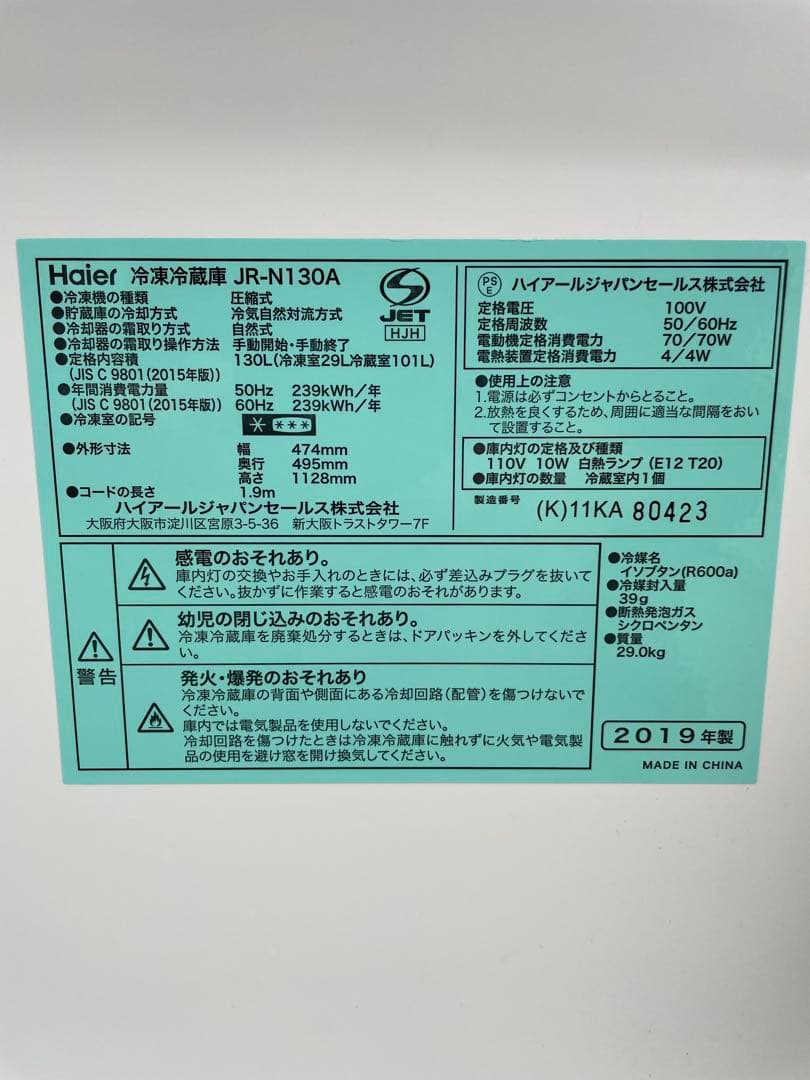 Haier 冷凍冷蔵庫 JR-N130A
●冷凍機の種類 圧縮式
●貯蔵庫の冷却方式 冷気自然対流方式
●冷却器の霜取り方式 自然式
●冷却器の霜取り操作方法 手動開始・手動終了
●定格内容積 130L(冷凍室29L冷蔵室101L)
(JIS C 9801(2015年版))
●年間消費電力量 50Hz 239kWh/年
(JIS C 9801(2015年版)) 60Hz 239kWh/年
●冷凍室の記号
●外形寸法 幅 474mm
奥行 495mm
高さ 1128mm
●コードの長さ 1.9m
ハイアールジャパンセールス株式会社
大阪府大阪市淀川区宮原3-5-36 新大阪トラストタワー7F
S
JET
HJH
PS
E
ハイアールジャパンセールス株式会社
定格電圧 100V
定格周波数 50/60Hz
電動機定格消費電力 70/70W
電熱装置定格消費電力 4/4W
●使用上の注意
1.電源は必ずコンセントからとること。
2.放熱を良くするため、周囲に適当な間隔をおい
て設置すること。
●庫内灯の定格及び種類
110V 10W 白熱ランプ (E12 T20)
●庫内灯の数量 冷蔵室内1個
製造番号 (K)11KA 80423
警告
感電のおそれあり。
庫内灯の交換やお手入れのときには、必ず差込みプラグを抜いて
ください。抜かずに作業すると感電のおそれがあります。
幼児の閉じ込みのおそれあり。
冷凍冷蔵庫を廃棄処分するときは、ドアパッキンを外してくださ
い。
発火・爆発のおそれあり
冷凍冷蔵庫の背面や側面にある冷却回路(配管)を傷つけないで
ください。
庫内では電気製品を使用しないでください。
冷却回路を傷つけたときは冷凍冷蔵庫に触れずに火気や電気製
品の使用を避け窓を開け換気してください。
●冷媒名
イソブタン(R600a)
●冷媒封入量
39g
●断熱発泡ガス
シクロペンタン
●質量
29.0kg
2019年製
MADE IN CHINA